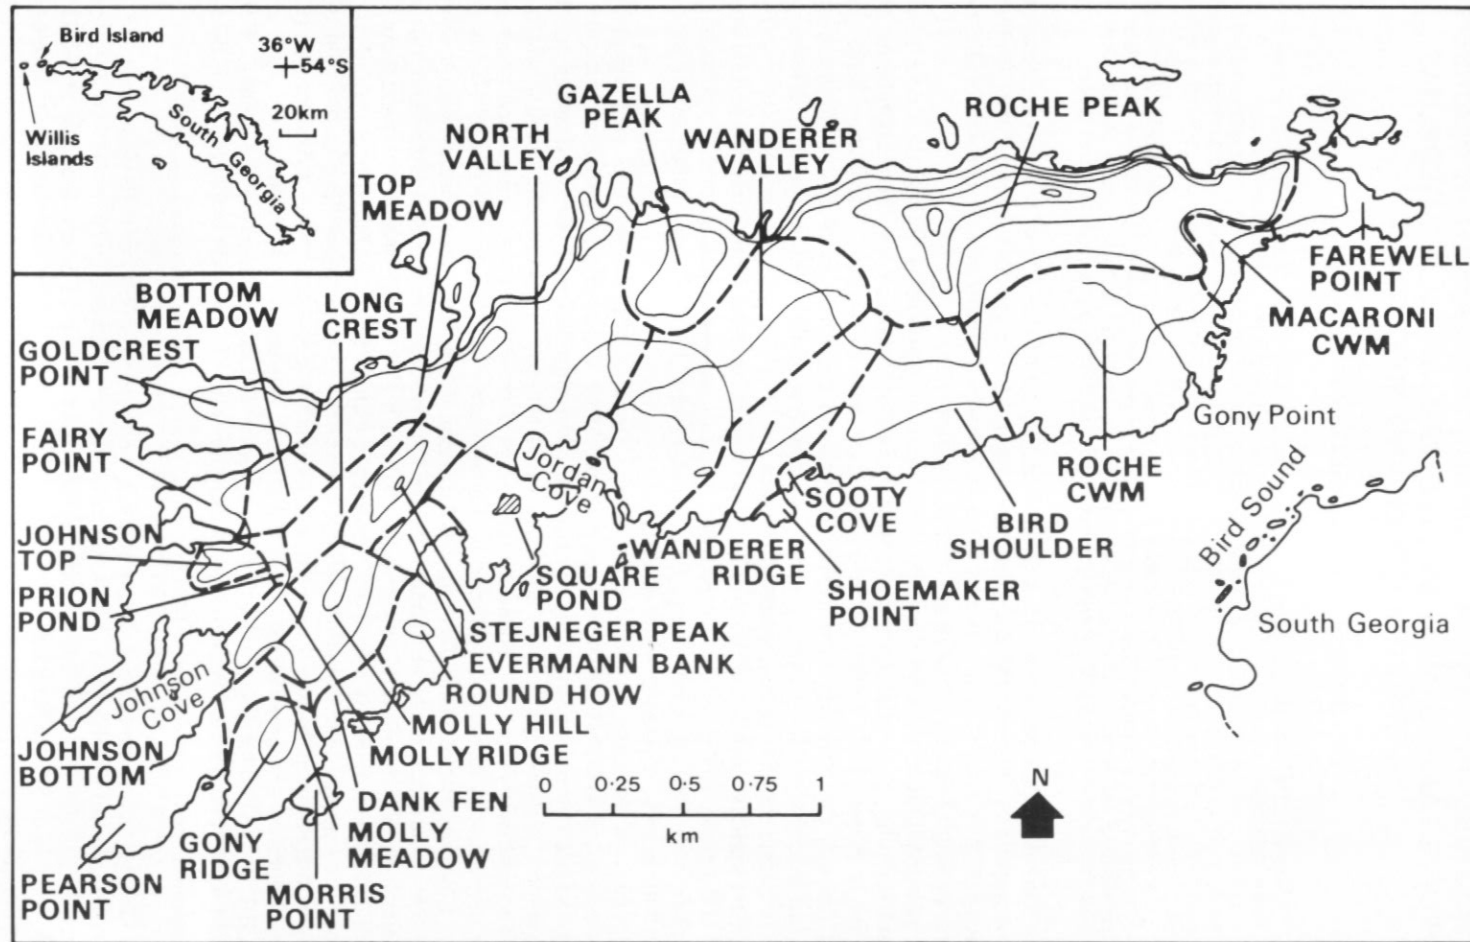 Bird Island
36°W
54°S
20km
Willis
Islands
South Georgia
GAZELLA
PEAK
NORTH
VALLEY
WANDERER
VALLEY
ROCHE PEAK
TOP
MEADOW
FAREWELL
POINT
MACARONI
CWM
BOTTOM
MEADOW
LONG
CREST
GOLDCREST
POINT
FAIRY
POINT
JOHNSON
TOP
PRION
POND
Jordan
Cove
Gony Point
ROCHE
CWM
Bird Sound
SOOTY
COVE
BIRD
SHOULDER
WANDERER
RIDGE
SHOEMAKER
POINT
SQUARE
POND
South Georgia
STEJNEGER PEAK
EVERMANN BANK
ROUND HOW
MOLLY HILL
MOLLY RIDGE
Johnson
Cove
JOHNSON
BOTTOM
DANK FEN
MOLLY
MEADOW
GONY
RIDGE
MORRIS
POINT
PEARSON
POINT
0 0·25 0·5 0·75 1
km
N